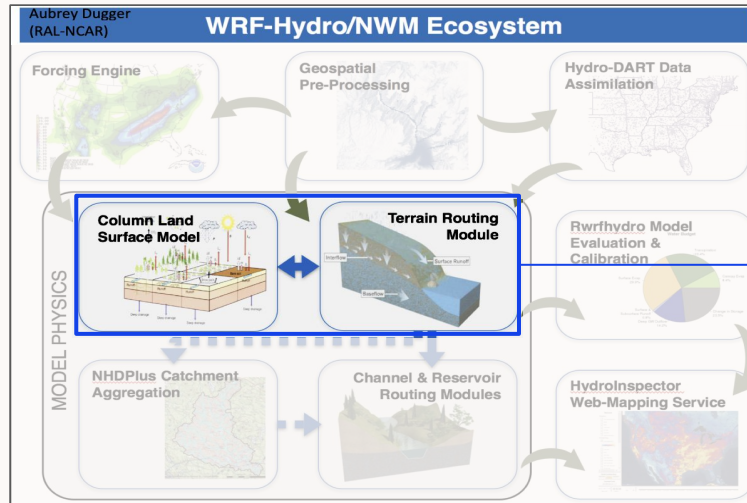 Aubrey Dugger
(RAL-NCAR)
WRF-Hydro/NWM Ecosystem
Forcing Engine
Geospatial
Pre-Processing
Hydro-DART Data
Assimilation
Column Land
Surface Model
Terrain Routing
Module
Interflow
Surface Runoff
Baseflow
Rwrfhydro Model
Evaluation &
Calibration
MODEL PHYSICS
NHDPlus Catchment
Aggregation
Channel & Reservoir
Routing Modules
HydroInspector
Web-Mapping Service